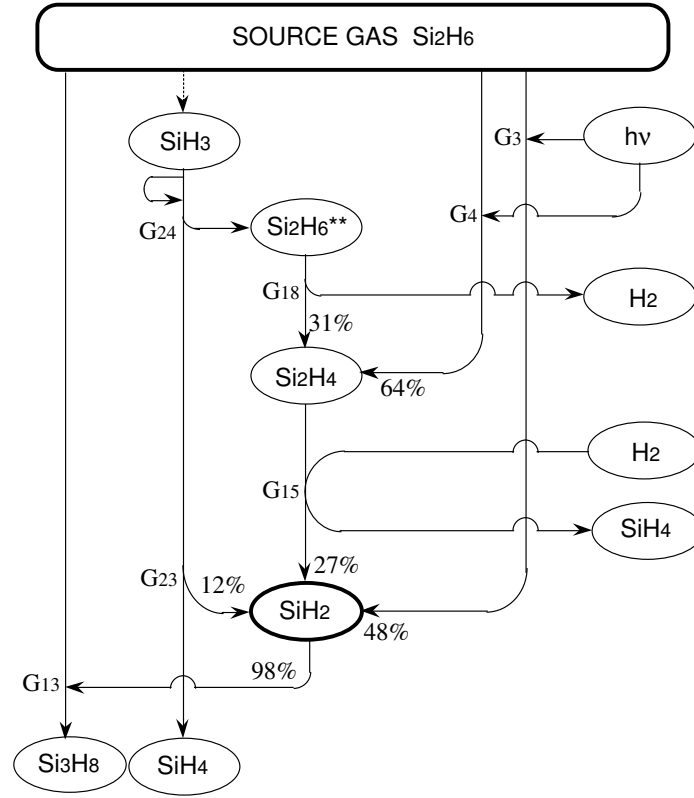 SOURCE GAS Si2H6
SiH3
G3
hν
G4
G24
Si2H6**
G18
H2
31%
Si2H4
64%
H2
G15
SiH4
27%
G23
12%
SiH2
48%
98%
G13
Si3H8
SiH4